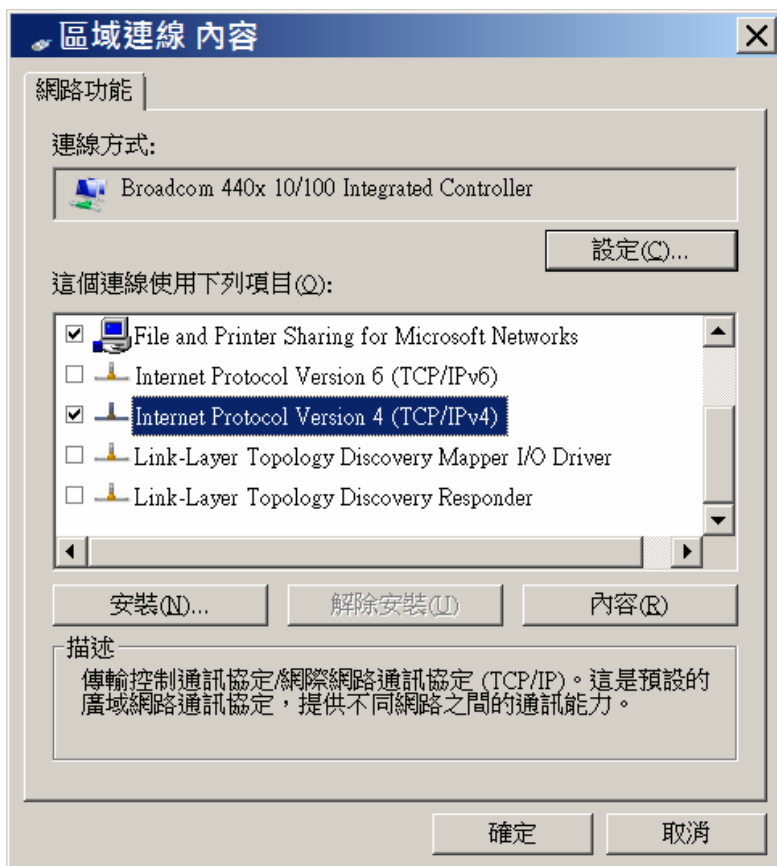 區域連線 內容
網路功能
連線方式:
Broadcom 440x 10/100 Integrated Controller
設定(C)...
這個連線使用下列項目(O):
File and Printer Sharing for Microsoft Networks
Internet Protocol Version 6 (TCP/IPv6)
Internet Protocol Version 4 (TCP/IPv4)
Link-Layer Topology Discovery Mapper I/O Driver
Link-Layer Topology Discovery Responder
安裝(N)... 解除安裝(U) 內容(R)
描述
傳輸控制通訊協定/網際網路通訊協定 (TCP/IP)。這是預設的
廣域網路通訊協定，提供不同網路之間的通訊能力。
確定 取消